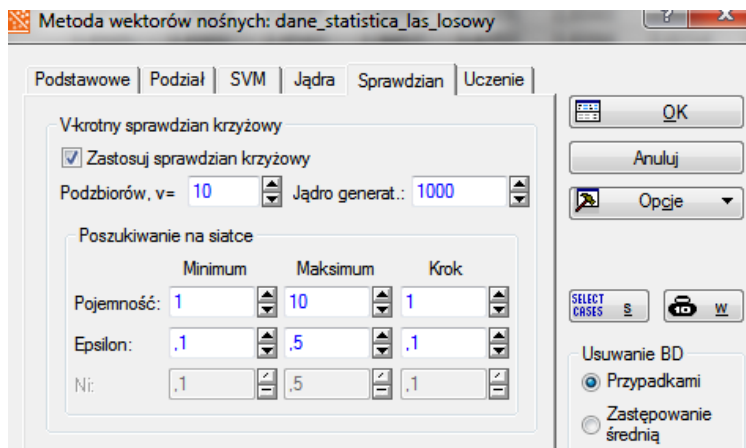 Metoda wektorów nośnych: dane_statistica_las_losowy
Podstawowe Podział SVM Jądra Sprawdzian Uczenie
V-krotny sprawdzian krzyżowy
Zastosuj sprawdzian krzyżowy
Podzbiorów, v= 10 Jądro generat.: 1000
Poszukiwanie na siatce
Minimum Maksimum Krok
Pojemność: 1 10 1
Epsilon: ,1 ,5 ,1
Ni: ,1 ,5 ,1
OK
Anuluj
Opcje
SELECT CASES S W
Usuwanie BD
Przypadkami
Zastępowanie
średnią